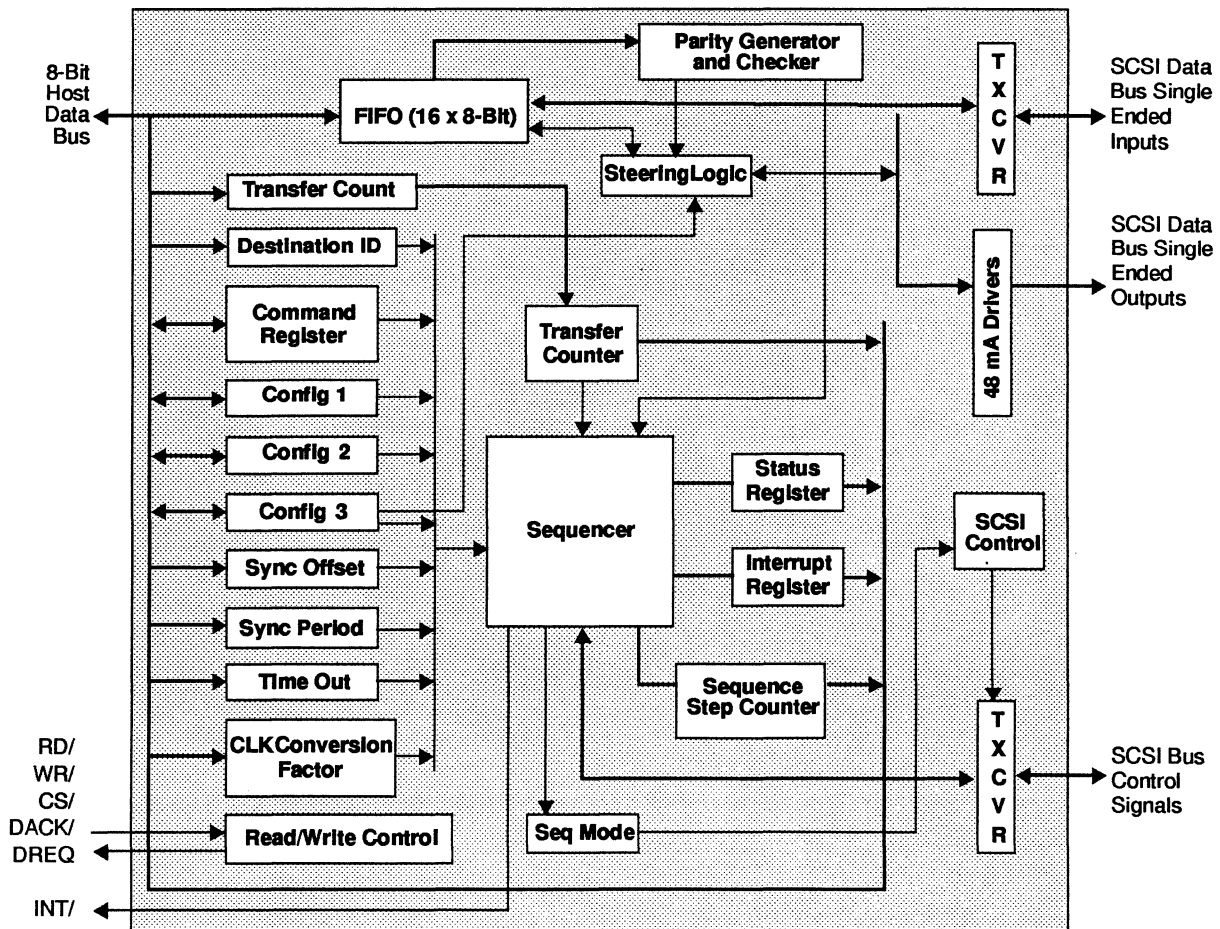 8-Bit
Host
Data
Bus
Parity Generator
and Checker
FIFO (16 x 8-Bit)
T
X
C
V
R
SCSI Data
Bus Single
Ended
Inputs
SteeringLogic
Transfer Count
Destination ID
SCSI Data
Bus Single
Ended
Outputs
48 mA Drivers
Command
Register
Transfer
Counter
Config 1
Config 2
Config 3
Sequencer
Status
Register
SCSI
Control
Sync Offset
Interrupt
Register
Sync Period
Time Out
Sequence
Step Counter
CLKConversion
Factor
T
X
C
V
R
SCSI Bus
Control
Signals
RD/
WR/
CS/
DACK/
DREQ
Read/Write Control
Seq Mode
INT/